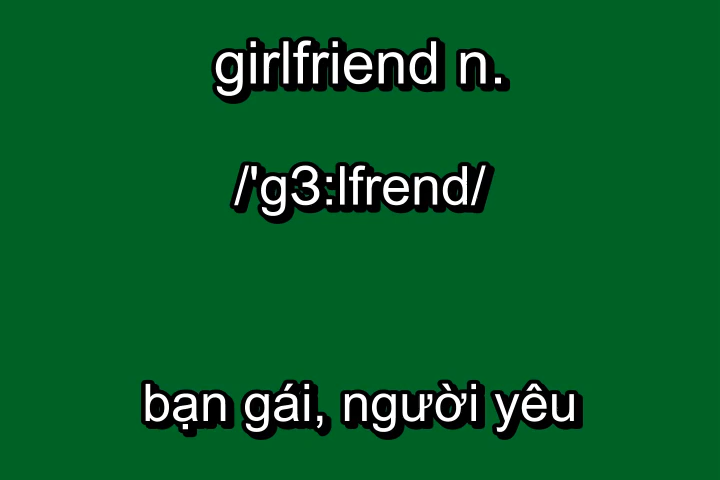 girlfriend n.
/'g3:lfrend/
bạn gái, người yêu